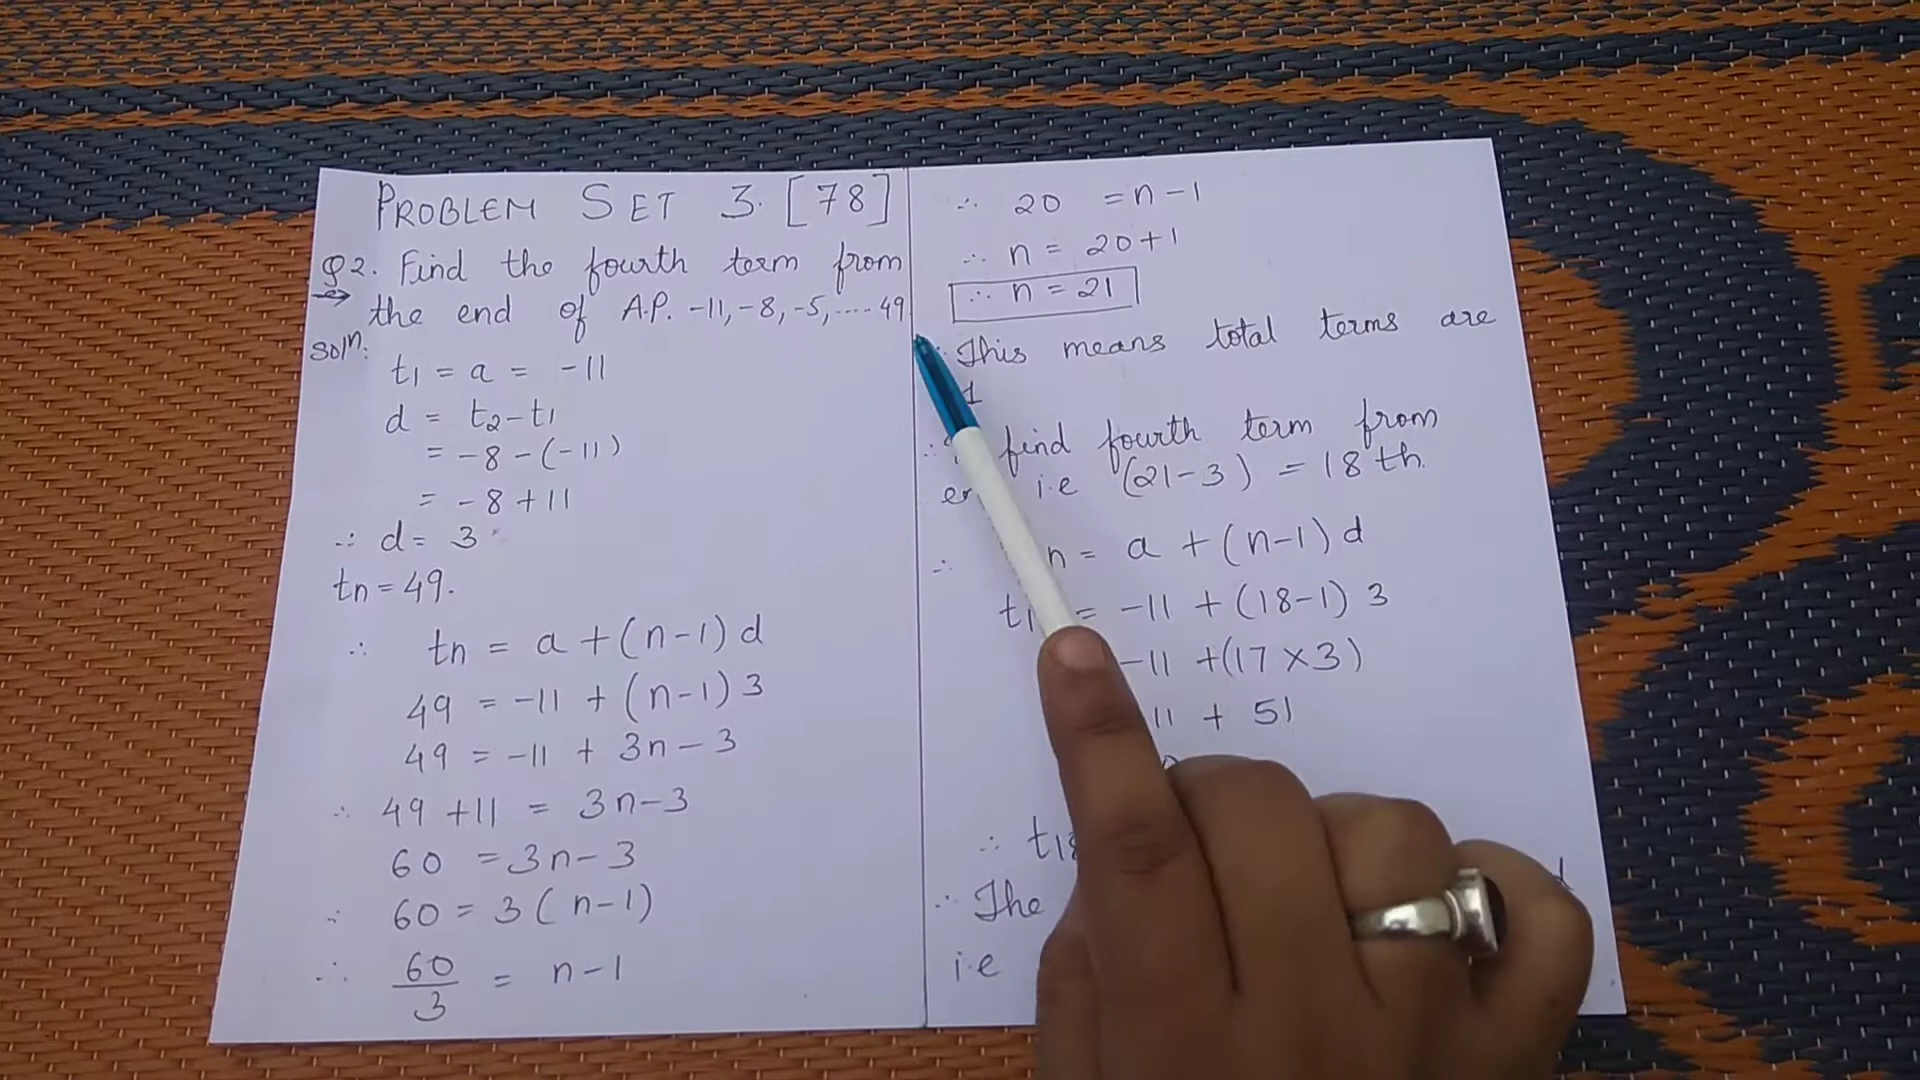 PROBLEM SET 3. [78]
Q2. Find the fourth term from
the end of A.P. -11, -8, -5, .... 49.
Solⁿ:
t1 = a = -11
d = t2 - t1
= -8 - (-11)
= -8 + 11
∴ d = 3
tn = 49.
∴ tn = a + (n-1) d
49 = -11 + (n-1) 3
49 = -11 + 3n - 3
∴ 49 + 11 = 3n - 3
60 = 3n - 3
∴ 60 = 3 (n-1)
∴ 60/3 = n - 1
∴ 20 = n - 1
∴ n = 20 + 1
∴ n = 21
This means total terms are
1
∴ find fourth term from
i.e (21-3) = 18th.
∴ n = a + (n-1) d
= -11 + (18-1) 3
-11 + (17 × 3)
11 + 51
∴ t18
∴ The
i.e